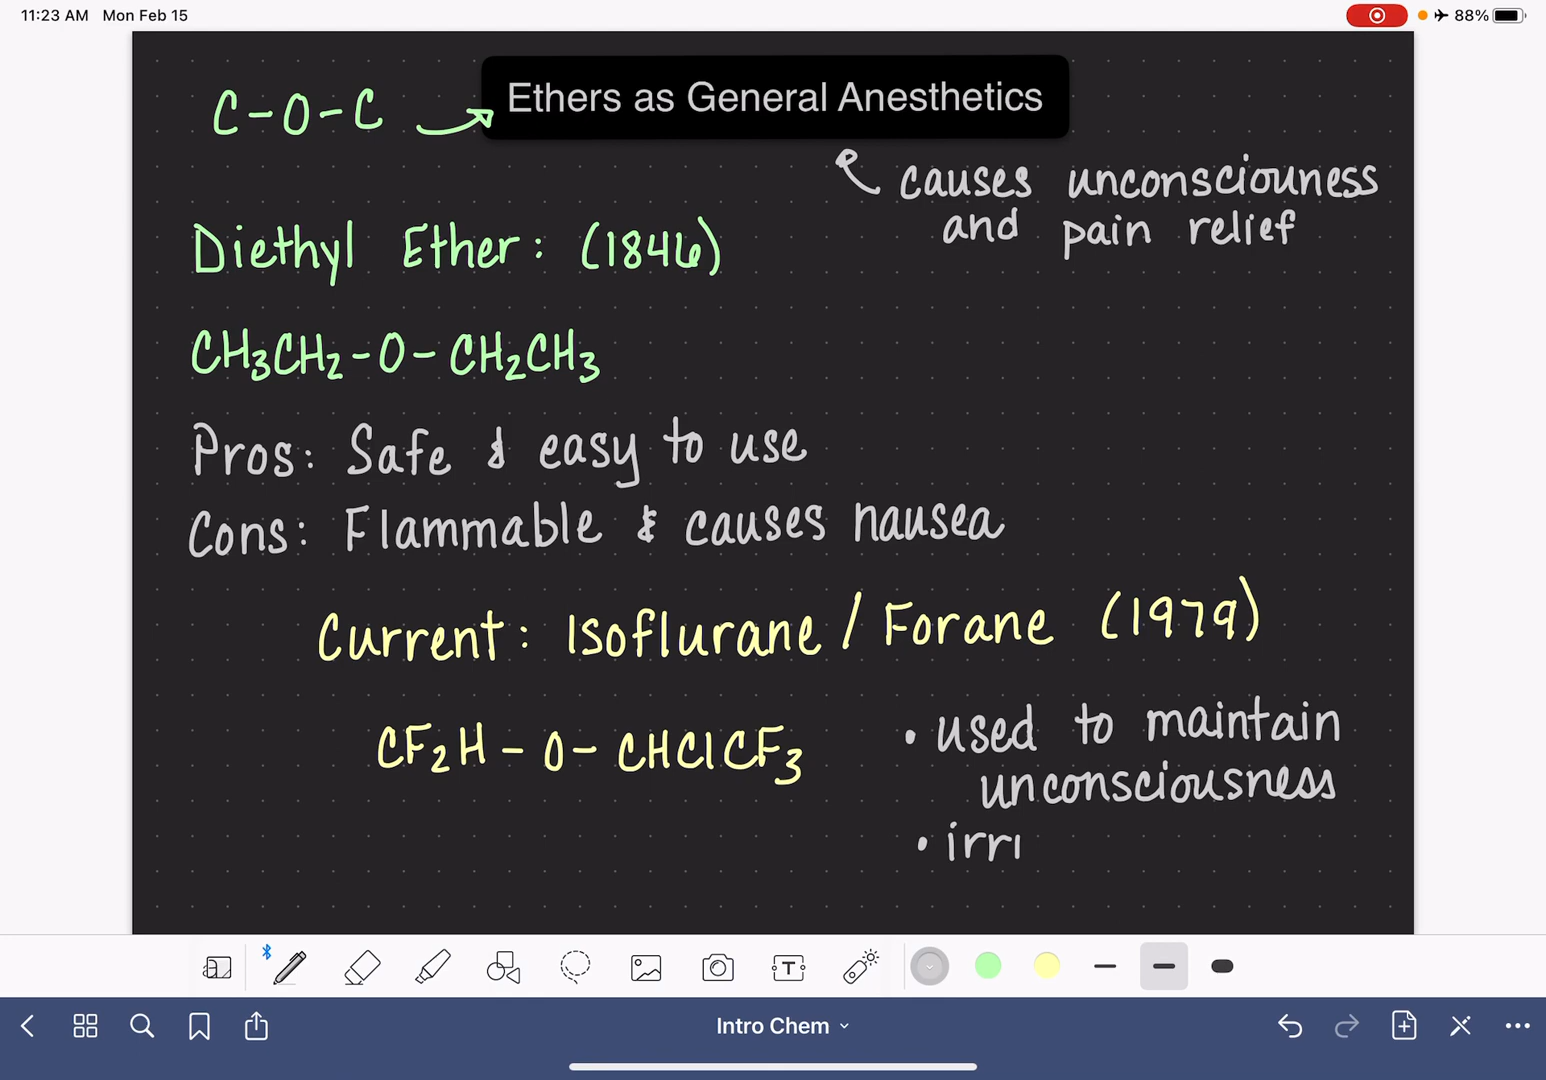 11:23 AM Mon Feb 15
88%
C-O-C
Ethers as General Anesthetics
causes unconsciouness
and pain relief
Diethyl Ether: (1846)
CH₃CH₂-O-CH₂CH₃
Pros: Safe & easy to use
Cons: Flammable & causes nausea
Current: Isoflurane / Forane (1979)
CF₂H-O-CHClCF₃
• used to maintain
unconsciousness
• irri
a
T
Intro Chem